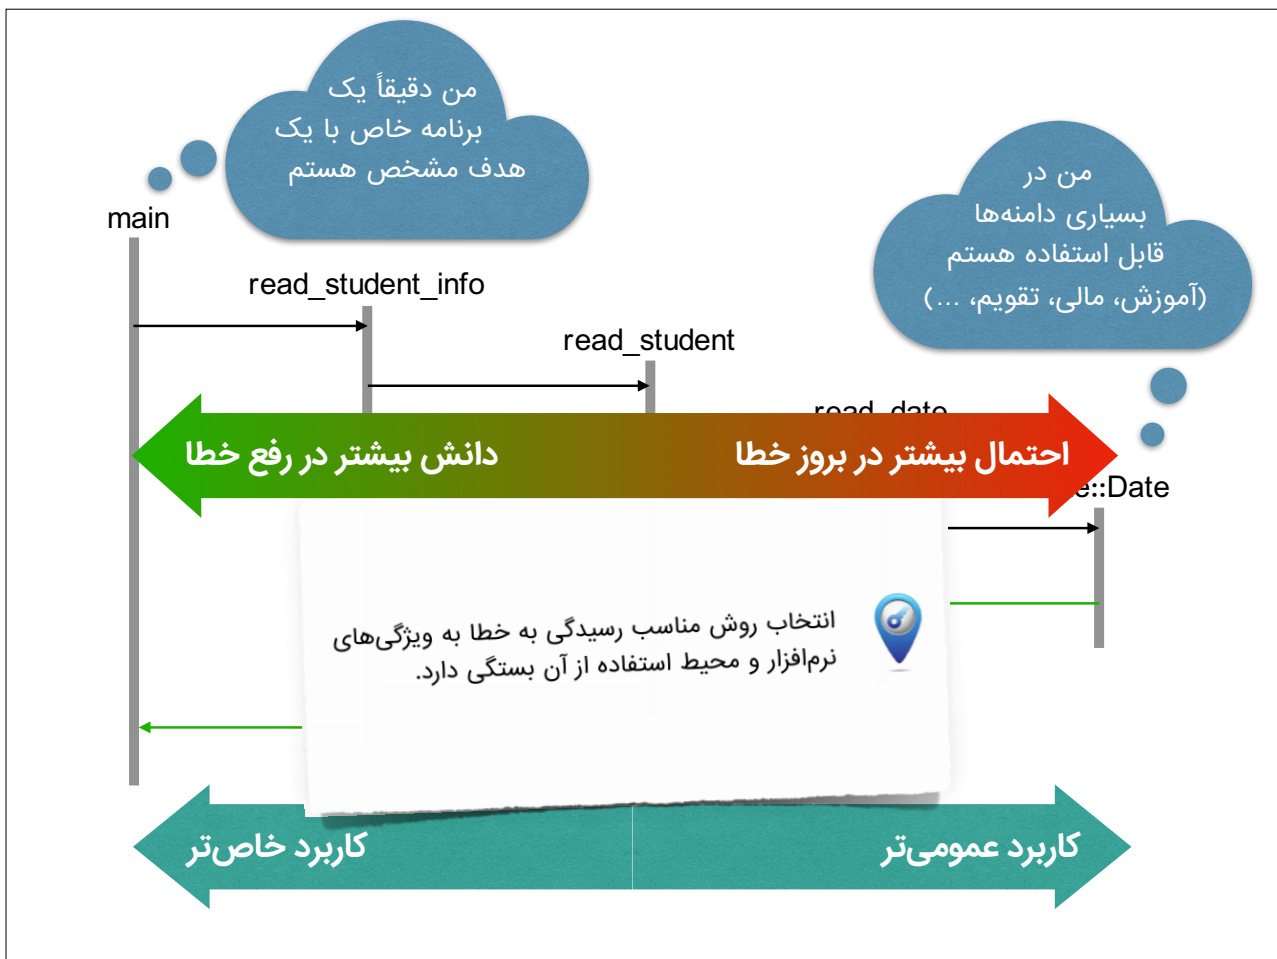 من دقیقاً یک
برنامه خاص با یک
هدف مشخص هستم
من در
بسیاری دامنه‌ها
قابل استفاده هستم
(آموزش، مالی، تقویم، ...)
main
read_student_info
read_student
read_date
دانش بیشتر در رفع خطا
احتمال بیشتر در بروز خطا
e::Date
انتخاب روش مناسب رسیدگی به خطا به ویژگی‌های
نرم‌افزار و محیط استفاده از آن بستگی دارد.
کاربرد خاص‌تر
کاربرد عمومی‌تر